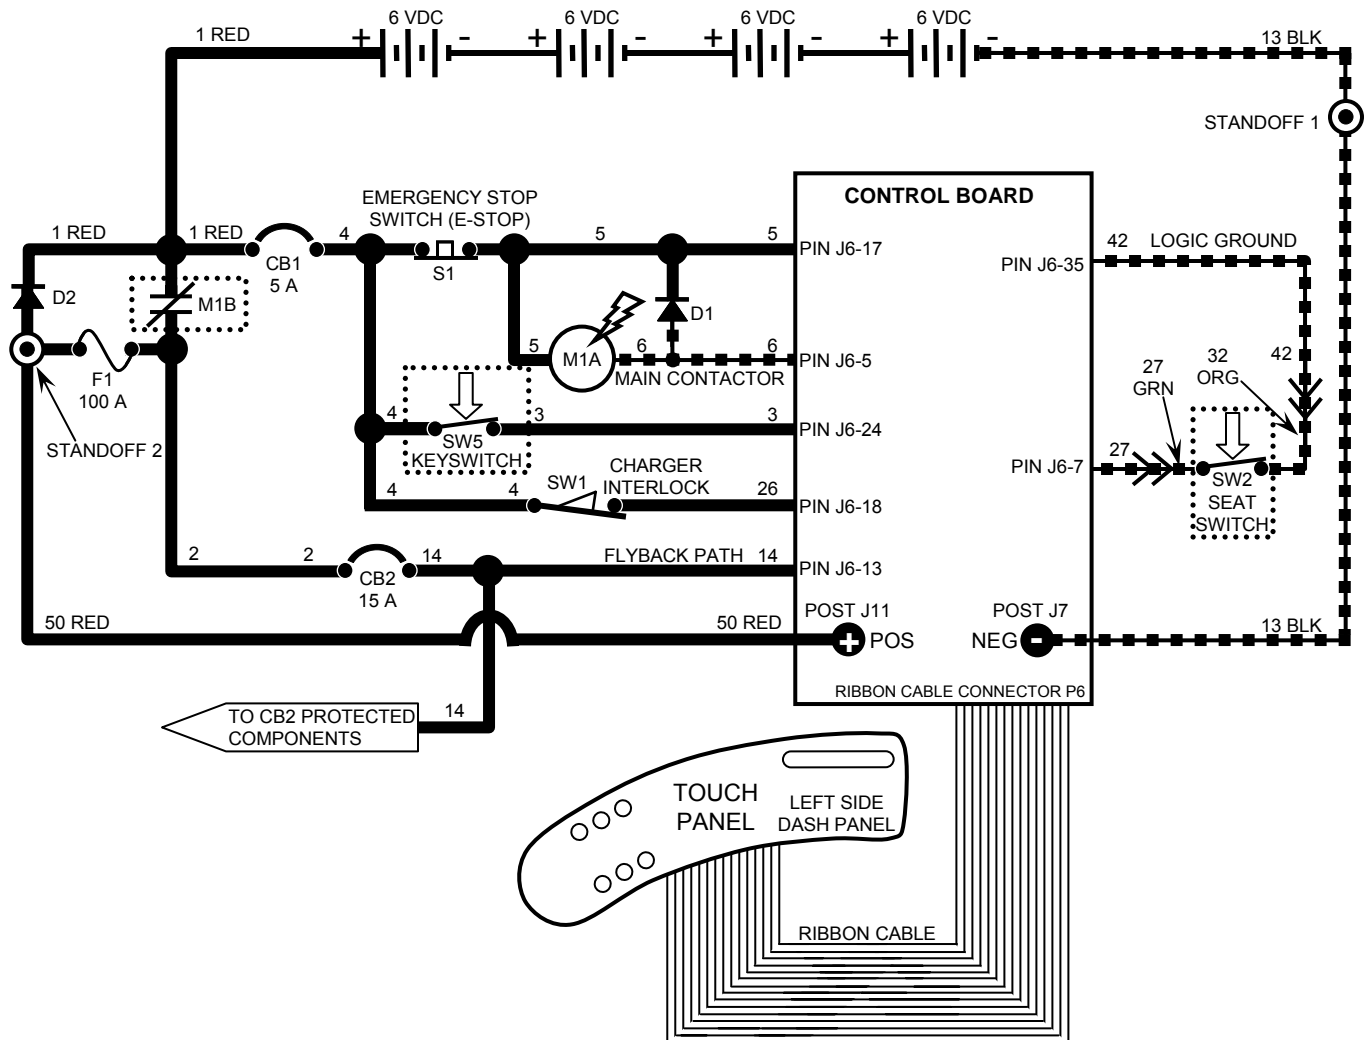 6 VDC
6 VDC
6 VDC
6 VDC
1 RED
+
-
+
-
+
-
+
-
13 BLK
STANDOFF 1
EMERGENCY STOP
SWITCH (E-STOP)
CONTROL BOARD
1 RED
1 RED
4
S1
5
5
PIN J6-17
42
LOGIC GROUND
PIN J6-35
CB1
5 A
D2
M1B
D1
F1
100 A
5
M1A
6
6
PIN J6-5
MAIN CONTACTOR
27
GRN
32
ORG
42
STANDOFF 2
4
SW5
KEYSWITCH
3
3
PIN J6-24
PIN J6-7
27
SW2
SEAT
SWITCH
4
4
SW1
CHARGER
INTERLOCK
26
PIN J6-18
2
2
CB2
15 A
14
FLYBACK PATH
14
PIN J6-13
50 RED
50 RED
POST J11
+
POS
POST J7
NEG
-
13 BLK
RIBBON CABLE CONNECTOR P6
TO CB2 PROTECTED
COMPONENTS
14
TOUCH
PANEL
LEFT SIDE
DASH PANEL
RIBBON CABLE